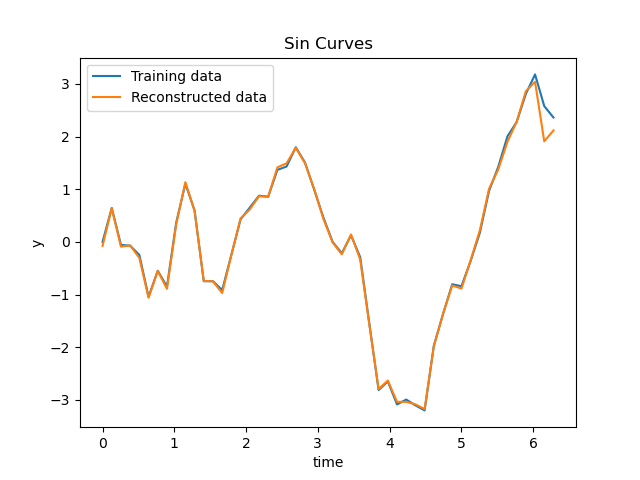 Sin Curves
Training data
Reconstructed data
3
2
1
0
−1
−2
−3
y
0 1 2 3 4 5 6
time